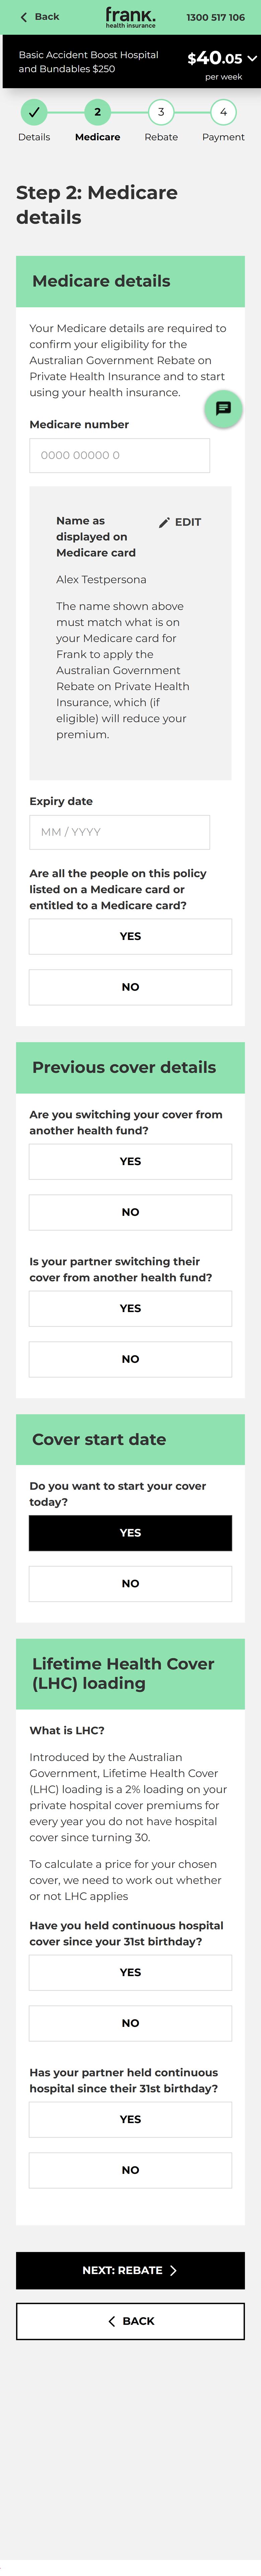 Back
frank.
health insurance
1300 517 106
Basic Accident Boost Hospital
and Bundables $250
$40.05
per week
2
3
4
Details
Medicare
Rebate
Payment
Step 2: Medicare
details
Medicare details
Your Medicare details are required to
confirm your eligibility for the
Australian Government Rebate on
Private Health Insurance and to start
using your health insurance.
Medicare number
0000 00000 0
Name as
displayed on
Medicare card
EDIT
Alex Testpersona
The name shown above
must match what is on
your Medicare card for
Frank to apply the
Australian Government
Rebate on Private Health
Insurance, which (if
eligible) will reduce your
premium.
Expiry date
MM / YYYY
Are all the people on this policy
listed on a Medicare card or
entitled to a Medicare card?
YES
NO
Previous cover details
Are you switching your cover from
another health fund?
YES
NO
Is your partner switching their
cover from another health fund?
YES
NO
Cover start date
Do you want to start your cover
today?
YES
NO
Lifetime Health Cover
(LHC) loading
What is LHC?
Introduced by the Australian
Government, Lifetime Health Cover
(LHC) loading is a 2% loading on your
private hospital cover premiums for
every year you do not have hospital
cover since turning 30.
To calculate a price for your chosen
cover, we need to work out whether
or not LHC applies
Have you held continuous hospital
cover since your 31st birthday?
YES
NO
Has your partner held continuous
hospital since their 31st birthday?
YES
NO
NEXT: REBATE
BACK